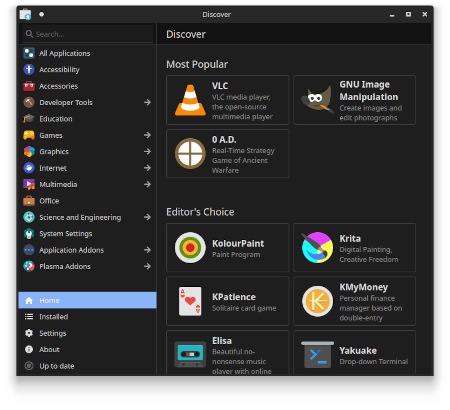 Discover
Search...
All Applications
Accessibility
Accessories
Developer Tools
Education
Games
Graphics
Internet
Multimedia
Office
Science and Engineering
System Settings
Application Addons
Plasma Addons
Home
Installed
Settings
About
Up to date
Discover
Most Popular
VLC
VLC media player,
the open-source
multimedia player
GNU Image
Manipulation
Create images and
edit photographs
0 A.D.
Real-Time Strategy
Game of Ancient
Warfare
Editor's Choice
KolourPaint
Paint Program
Krita
Digital Painting,
Creative Freedom
KPatience
Solitaire card game
KMyMoney
Personal finance
manager based on
double-entry
Elisa
Beautiful no-
nonsense music
player with online
Yakuake
Drop-down Terminal